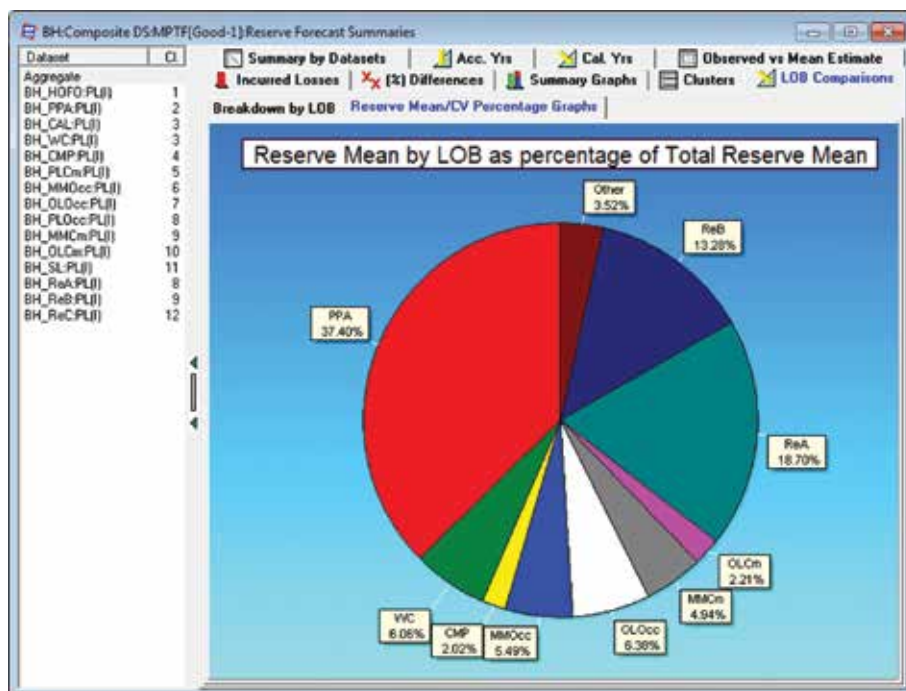 BH:Composite DS:MPTF[Good-1]:Reserve Forecast Summaries
Dataset Cl.
Aggregate
BH_HOFO:PL(I) 1
BH_PPA:PL(I) 2
BH_CAL:PL(I) 3
BH_WC:PL(I) 3
BH_CMP:PL(I) 4
BH_PLCm:PL(I) 5
BH_MMOcc:PL(I) 6
BH_OLOcc:PL(I) 7
BH_PLOcc:PL(I) 8
BH_MMCm:PL(I) 9
BH_OLCm:PL(I) 10
BH_SL:PL(I) 11
BH_ReA:PL(I) 8
BH_ReB:PL(I) 9
BH_ReC:PL(I) 12
Summary by Datasets Acc. Yrs Cal. Yrs Observed vs Mean Estimate
Incurred Losses [%] Differences Summary Graphs Clusters LOB Comparisons
Breakdown by LOB Reserve Mean/CV Percentage Graphs
Reserve Mean by LOB as percentage of Total Reserve Mean
Other
3.52%
ReB
13.28%
PPA
37.40%
ReA
18.70%
OLCm
2.21%
MMCm
4.94%
OLOcc
6.38%
MMOcc
5.49%
CMP
2.02%
WC
6.06%